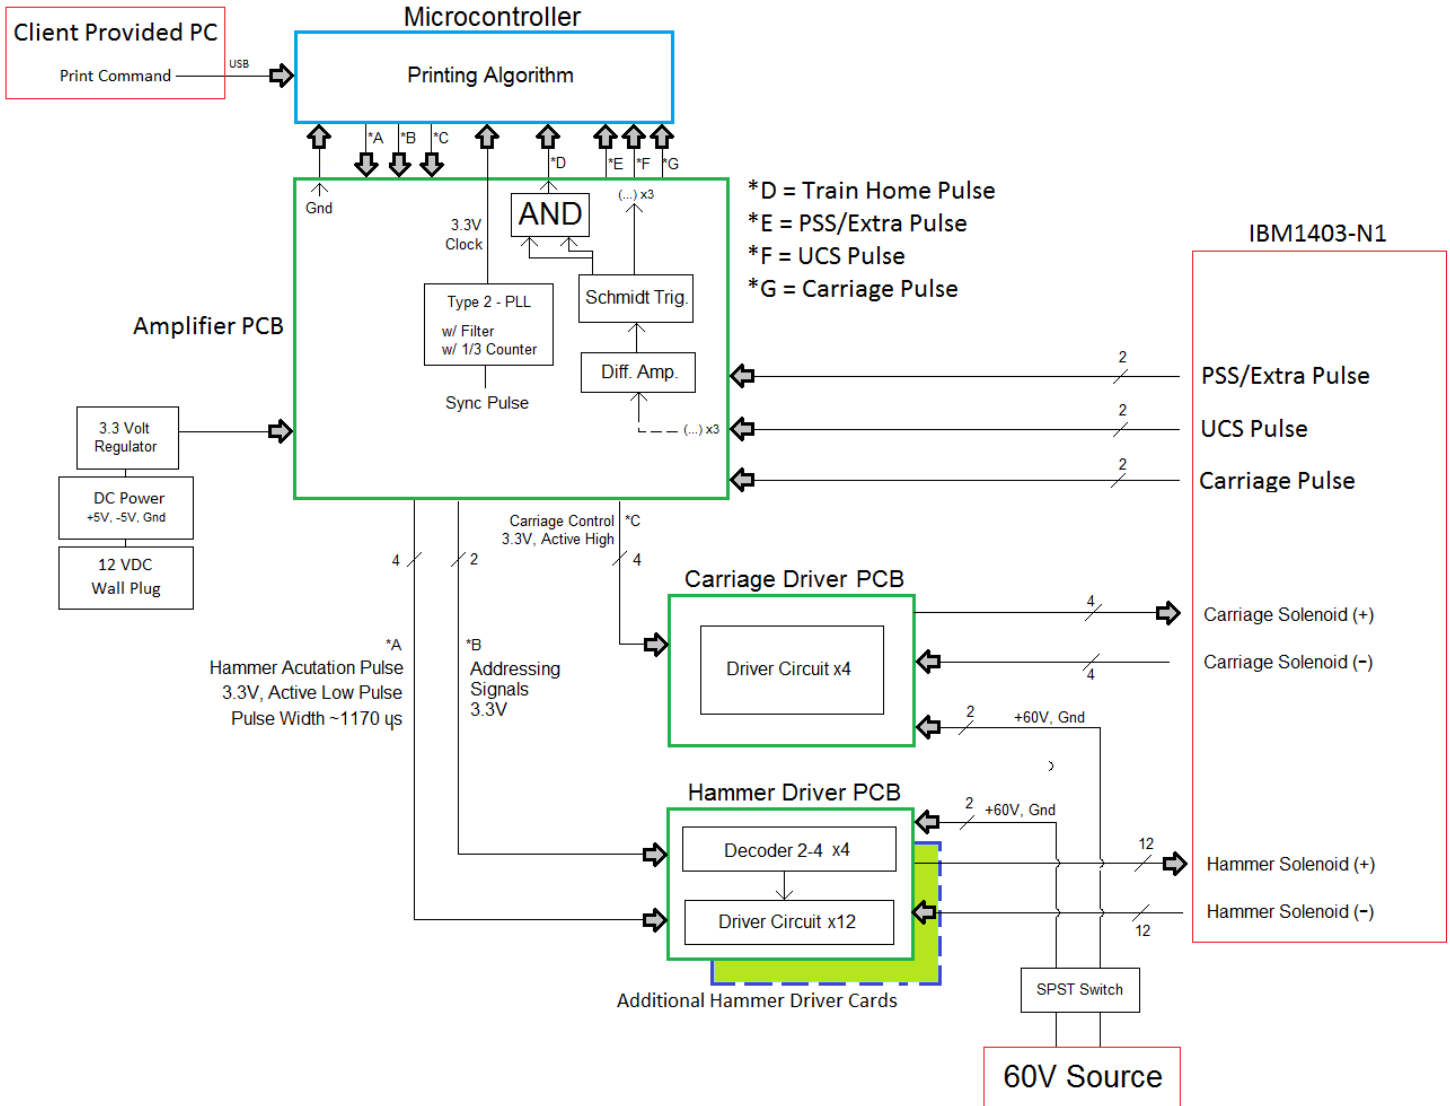 Microcontroller
Client Provided PC
Print Command
USB
Printing Algorithm
*A
*B
*C
*D
*E
*F
*G
Gnd
3.3V
Clock
AND
(...) x3
*D = Train Home Pulse
*E = PSS/Extra Pulse
*F = UCS Pulse
*G = Carriage Pulse
IBM1403-N1
Type 2 - PLL
w/ Filter
w/ 1/3 Counter
Schmidt Trig.
Amplifier PCB
Diff. Amp.
Sync Pulse
(...) x3
2
PSS/Extra Pulse
2
UCS Pulse
2
Carriage Pulse
3.3 Volt
Regulator
DC Power
+5V, -5V, Gnd
12 VDC
Wall Plug
Carriage Control
3.3V, Active High
*C
4
2
4
Carriage Driver PCB
Driver Circuit x4
4
Carriage Solenoid (+)
Carriage Solenoid (−)
4
2
+60V, Gnd
*A
Hammer Acutation Pulse
3.3V, Active Low Pulse
Pulse Width ~1170 ųs
*B
Addressing
Signals
3.3V
Hammer Driver PCB
2
+60V, Gnd
Decoder 2-4 x4
Driver Circuit x12
12
Hammer Solenoid (+)
Hammer Solenoid (−)
12
Additional Hammer Driver Cards
SPST Switch
60V Source